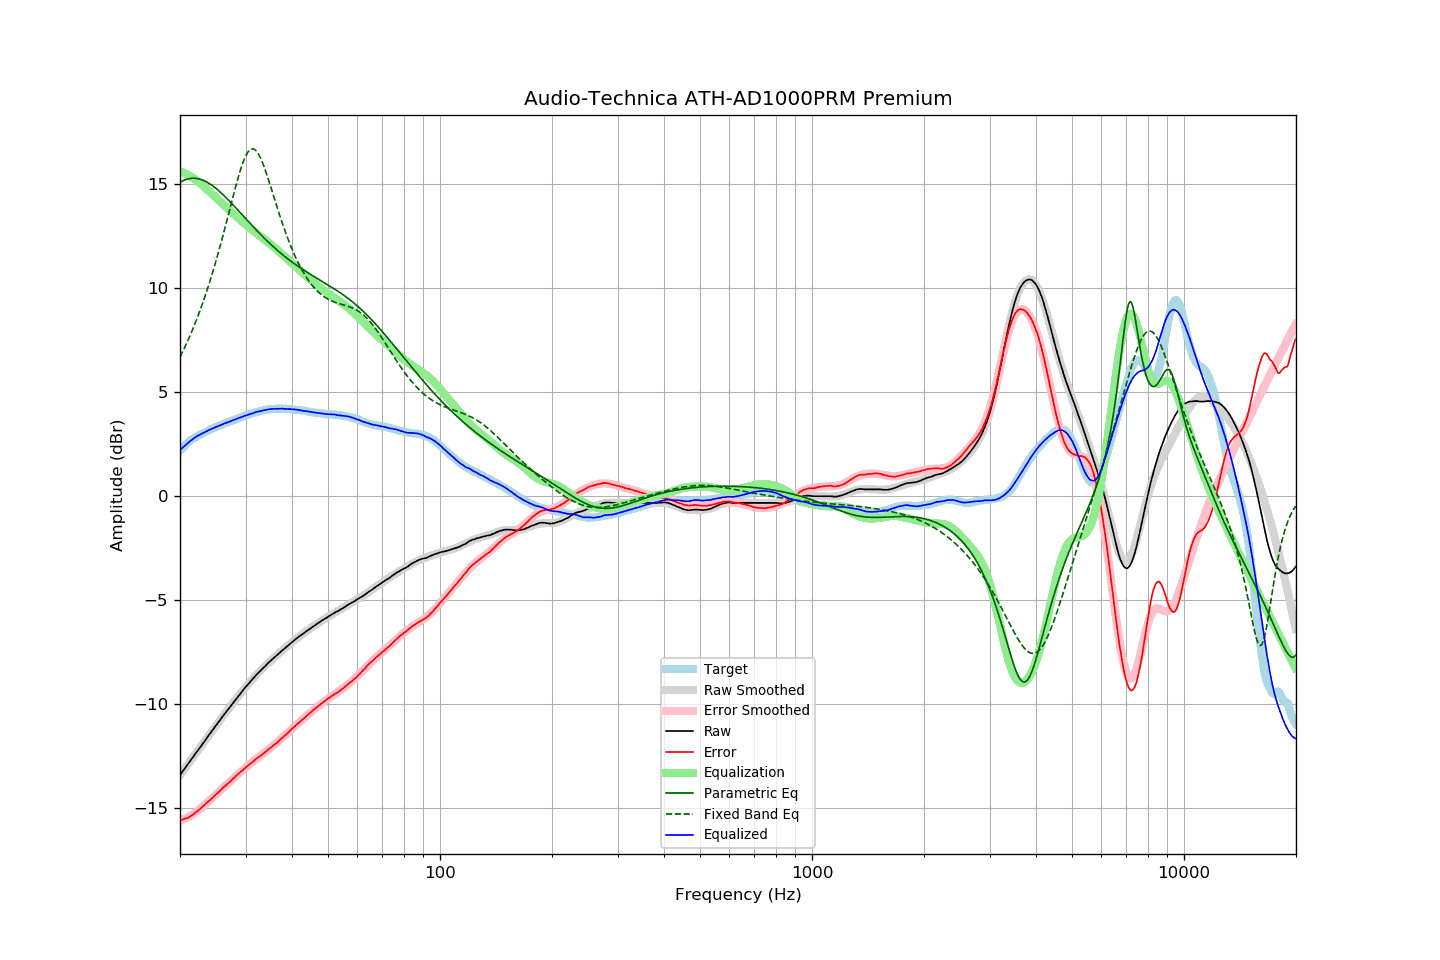 Audio-Technica ATH-AD1000PRM Premium
Amplitude (dBr)
15
10
5
0
−5
−10
−15
Target
Raw Smoothed
Error Smoothed
Raw
Error
Equalization
Parametric Eq
Fixed Band Eq
Equalized
100
1000
10000
Frequency (Hz)